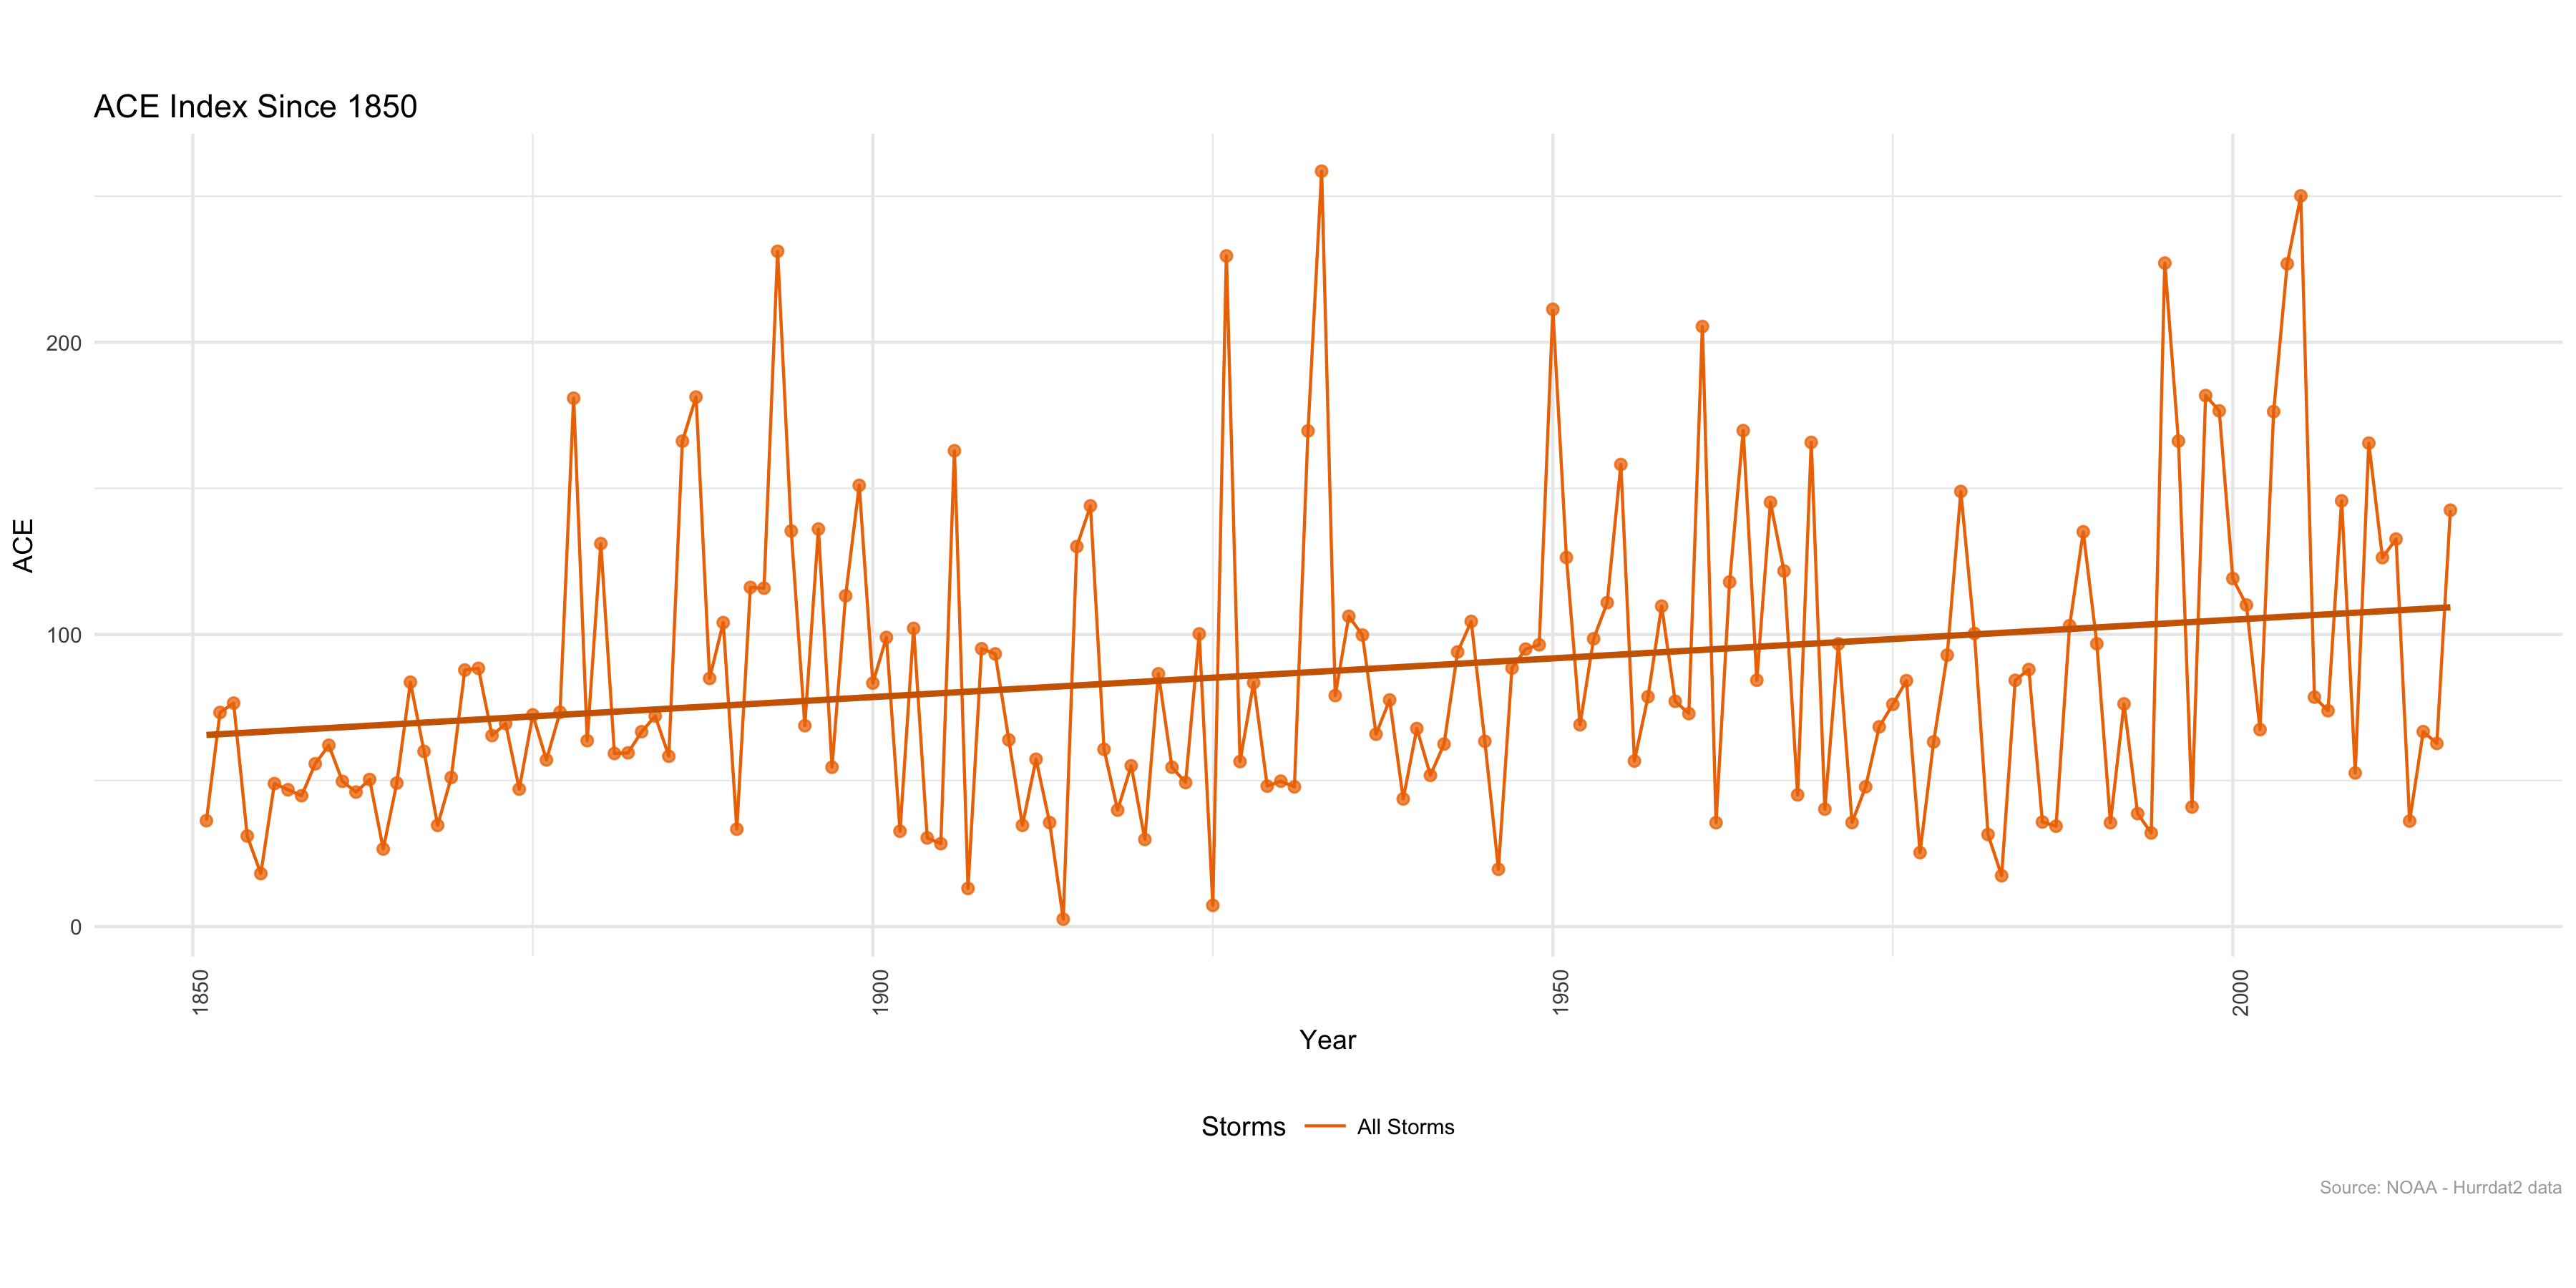 ACE Index Since 1850
ACE
200
100
0
1850
1900
1950
2000
Year
Storms
All Storms
Source: NOAA - Hurrdat2 data